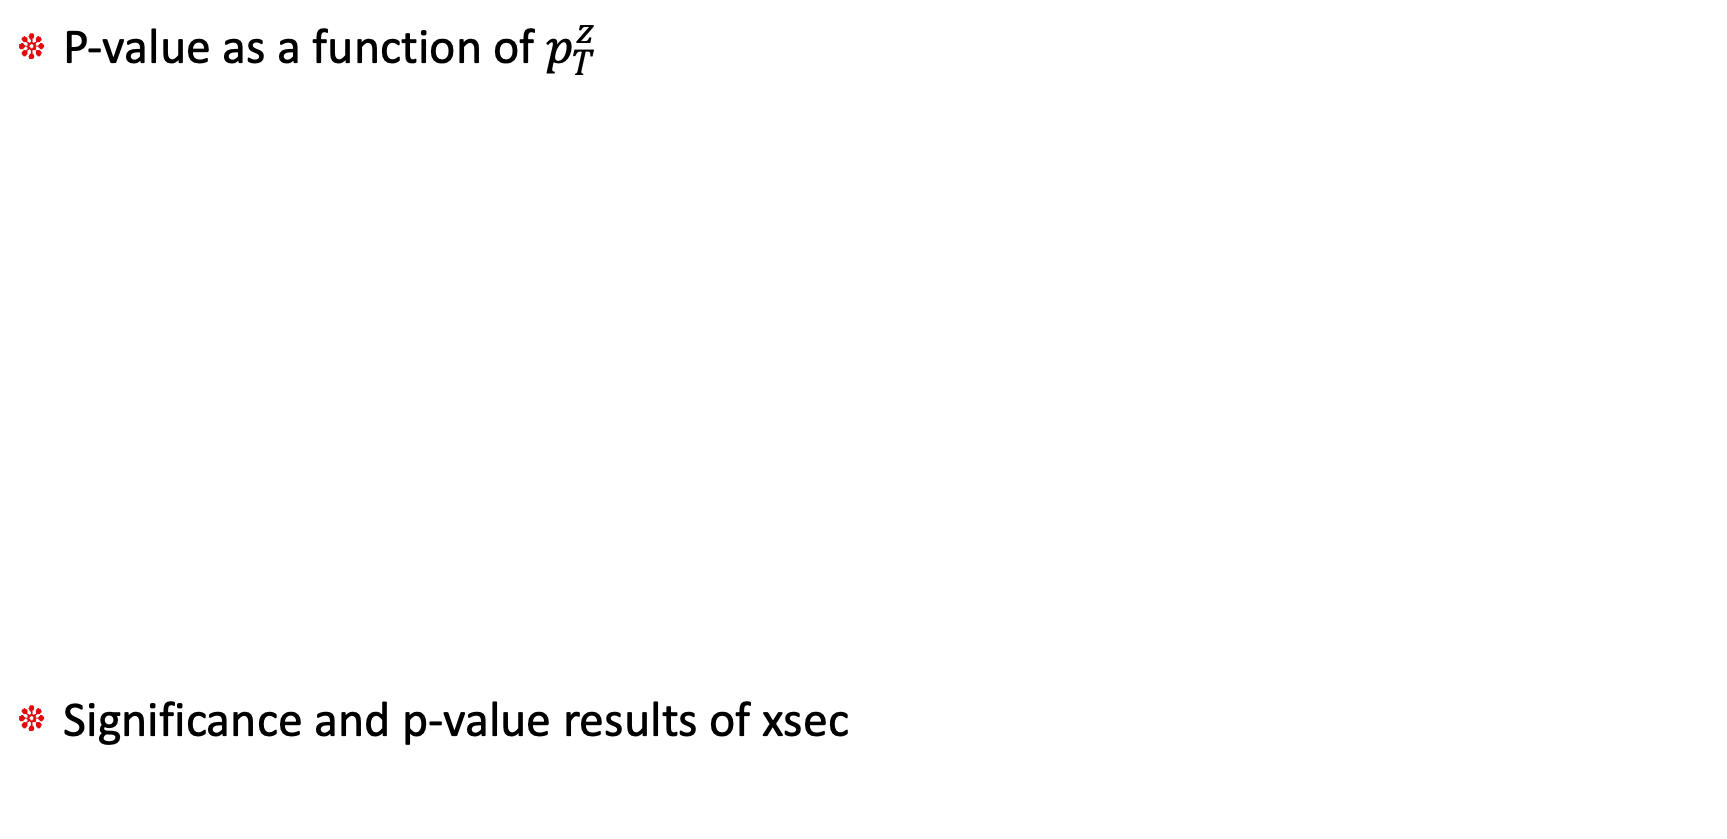 P-value as a function of $p_T^Z$
Significance and p-value results of xsec